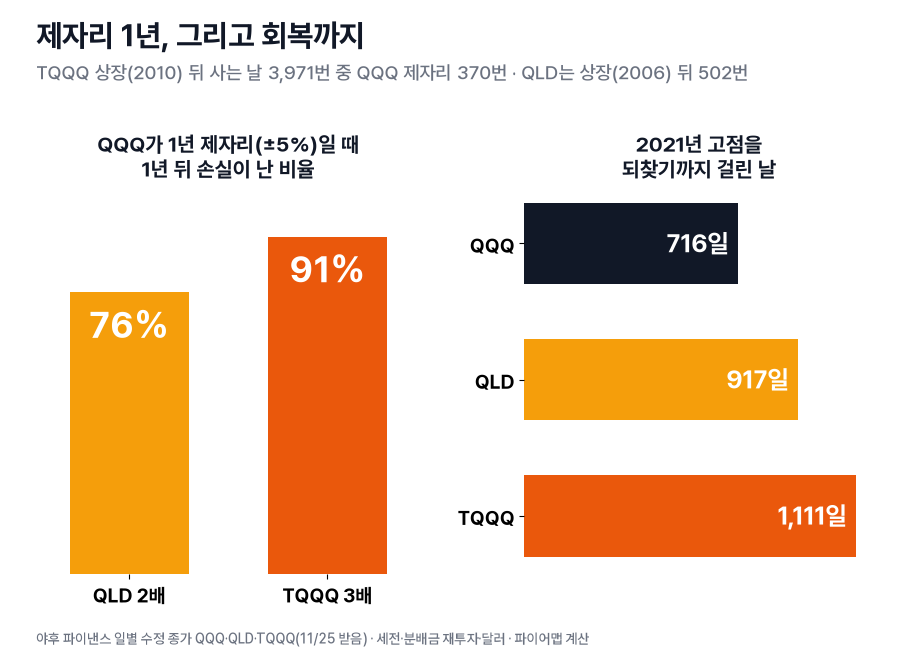 제자리 1년, 그리고 회복까지
TQQQ 상장(2010) 뒤 사는 날 3,971번 중 QQQ 제자리 370번 · QLD는 상장(2006) 뒤 502번
QQQ가 1년 제자리(±5%)일 때
1년 뒤 손실이 난 비율
76%
91%
QLD 2배
TQQQ 3배
2021년 고점을
되찾기까지 걸린 날
QQQ
716일
QLD
917일
TQQQ
1,111일
야후 파이낸스 일별 수정 종가 QQQ·QLD·TQQQ(11/25 받음) · 세전·분배금 재투자·달러 · 파이어맵 계산